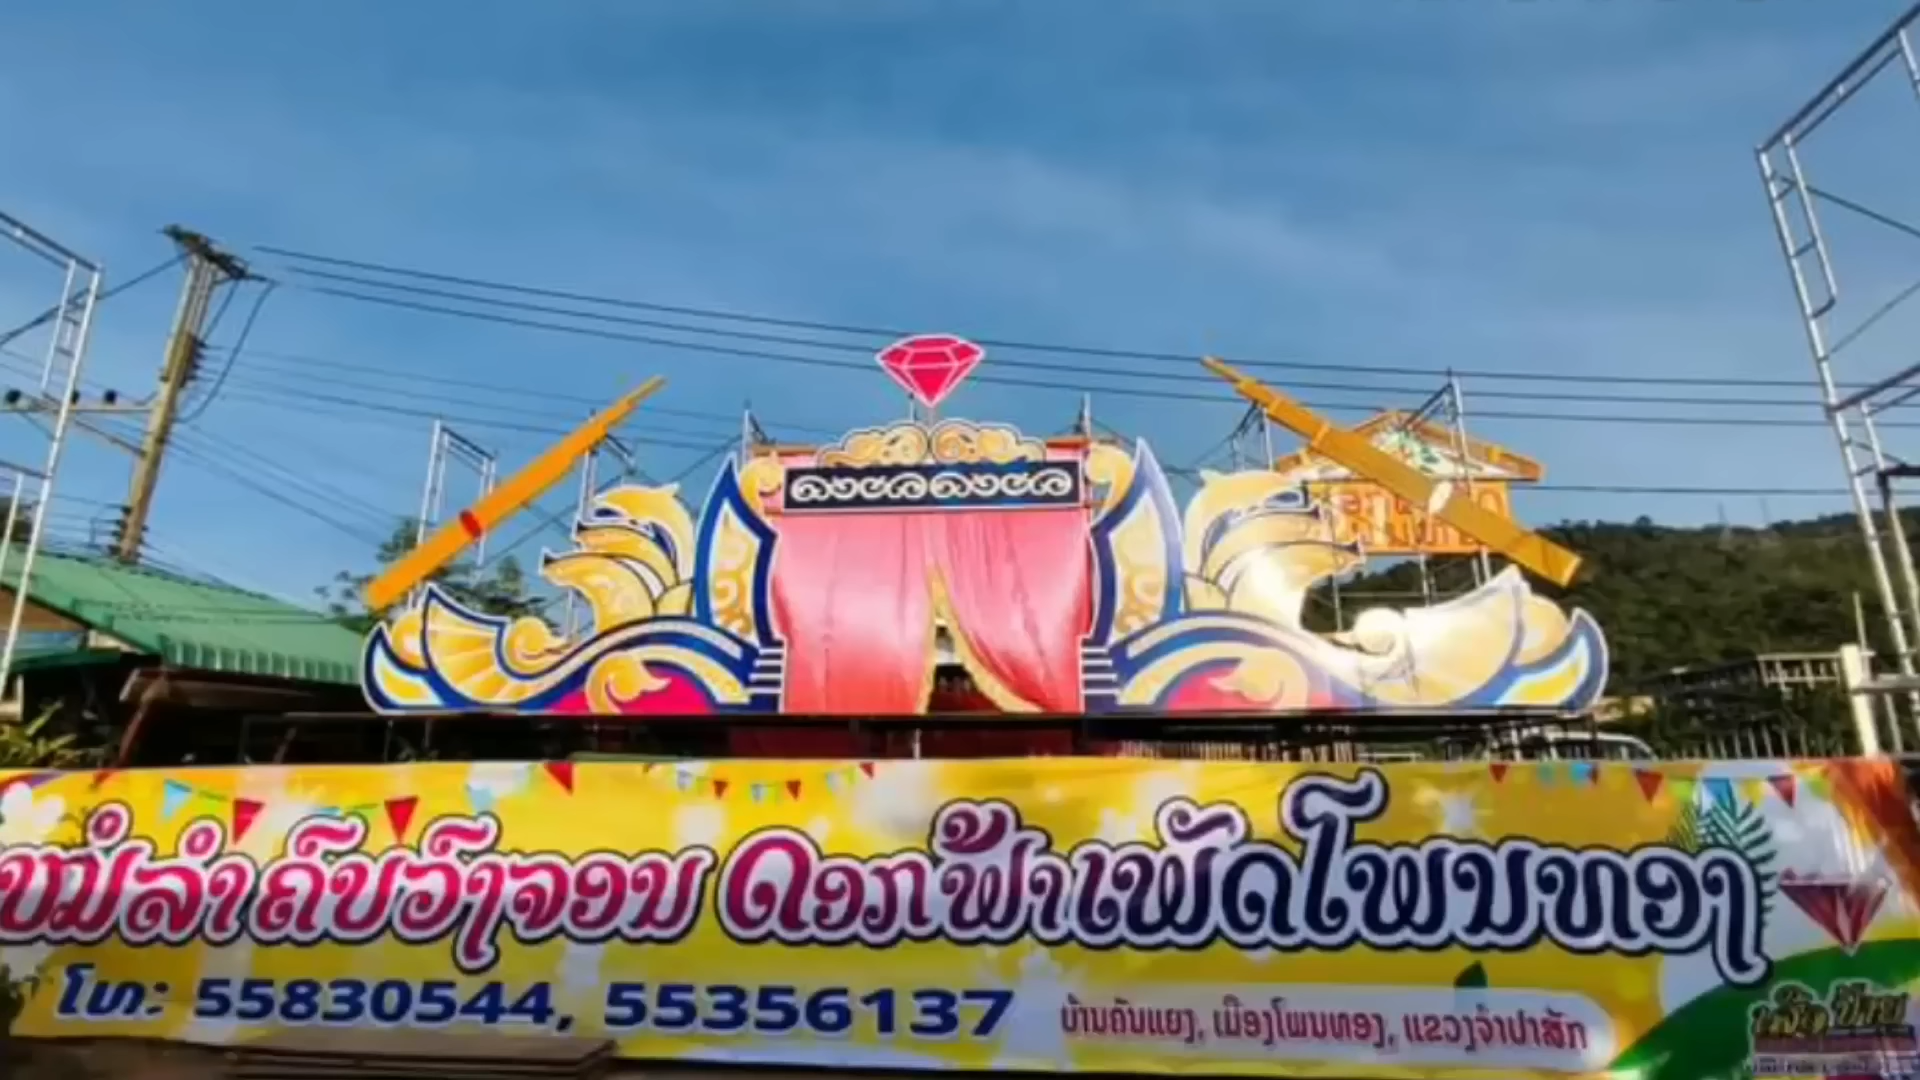 ໝໍລຳ ຄົບວົງຈອນ ດອກຟ້າເພັດໂພນທອງ
ໂທ: 55830544, 55356137
ບ້ານຄັນແຍງ, ເມືອງໂພນທອງ, ແຂວງຈຳປາສັກ